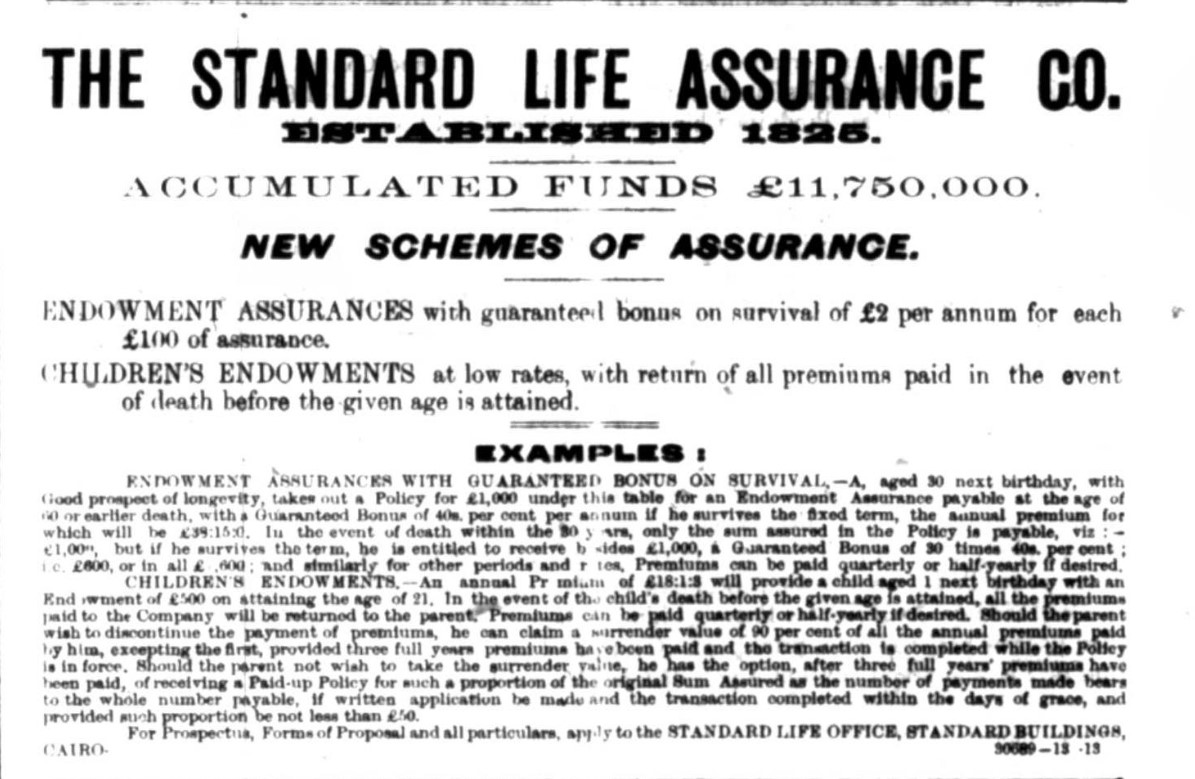 THE STANDARD LIFE ASSURANCE CO.
ESTABLISHED 1825.
ACCUMULATED FUNDS £11,750,000.
NEW SCHEMES OF ASSURANCE.
ENDOWMENT ASSURANCES with guaranteed bonus on survival of £2 per annum for each
£100 of assurance.
CHILDREN'S ENDOWMENTS at low rates, with return of all premiums paid in the event
of death before the given age is attained.
EXAMPLES:
ENDOWMENT ASSURANCES WITH GUARANTEED BONUS ON SURVIVAL,—A, aged 30 next birthday, with
Good prospect of longevity, takes out a Policy for £1,000 under this table for an Endowment Assurance payable at the age of
60 or earlier death, with a Guaranteed Bonus of 40s. per cent per annum if he survives the fixed term, the annual premium for
which will be In the event of death within the 30 only the sum assured in the Policy is payable, viz :—
but if he survives the term, he is entitled to receive £1,000, a Guaranteed Bonus of 30 times 40s. per cent ;
i.c. £600, or in all and similarly for other periods and Premiums can be paid quarterly or half-yearly if desired.
CHILDREN'S ENDOWMENTS.—An annual of £18:1:3 will provide a child aged 1 next birthday with an
Endowment of £500 on attaining the age of 21. In the event of the child's death before the given age is attained, all the premiums
paid to the Company will be returned to the parent. Premiums can be paid quarterly or half-yearly if desired. Should the parent
wish to discontinue the payment of premiums, he can claim a surrender value of 90 per cent of all the annual premiums paid
by him, excepting the first, provided three full years premiums have been paid and the transaction is completed while the Policy
is in force. Should the parent not wish to take the surrender value, he has the option, after three full years' premiums have
been paid, of receiving a Paid-up Policy for such a proportion of the original Sum Assured as the number of payments made bears
to the whole number payable, if written application be made and the transaction completed within the days of grace, and
provided such proportion be not less than £50.
For Prospectus, Forms of Proposal and all particulars, apply to the STANDARD LIFE OFFICE, STANDARD BUILDINGS,
CAIRO-